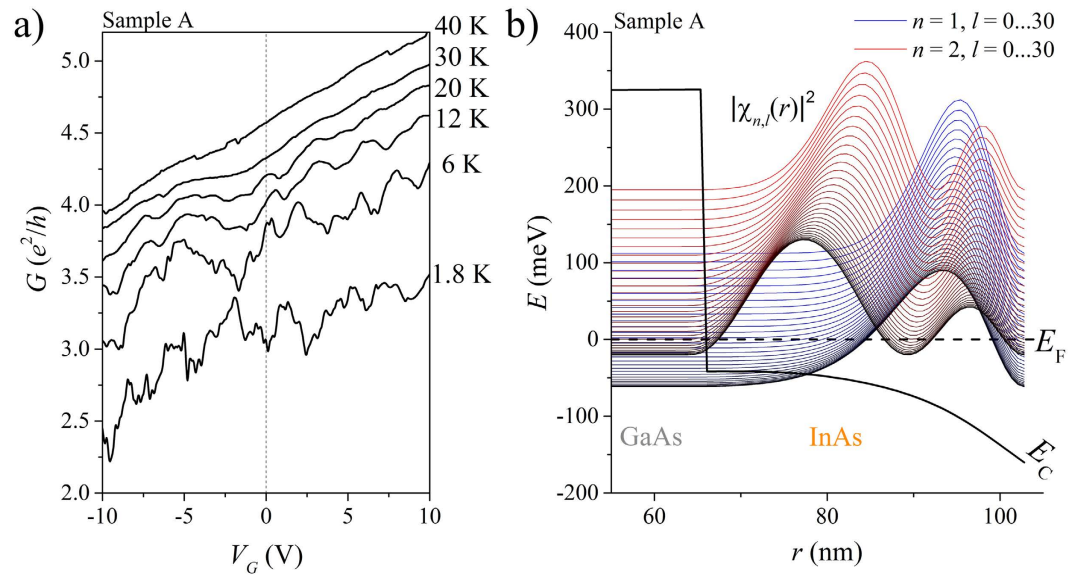 a)
Sample A
40 K
30 K
20 K
12 K
6 K
1.8 K
5.0
4.5
4.0
3.5
3.0
2.5
2.0
G (e²/h)
-10
-5
0
5
10
V_G (V)
b)
Sample A
n = 1, l = 0...30
n = 2, l = 0...30
|χ_{n,l}(r)|²
400
300
200
100
0
-100
-200
E (meV)
E_F
GaAs
InAs
E_C
60
80
100
r (nm)